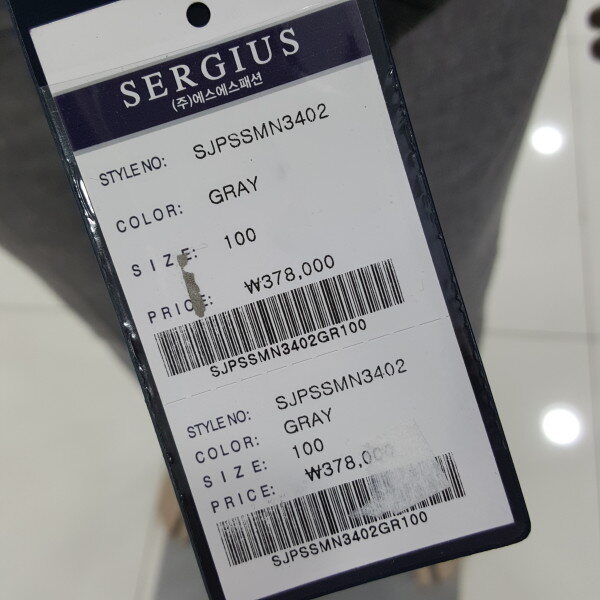 SERGIUS
(주)에스에스패션
STYLE NO: SJPSSMN3402
COLOR: GRAY
SIZE: 100
PRICE: ₩378,000
SJPSSMN3402GR100
STYLE NO: SJPSSMN3402
COLOR: GRAY
SIZE: 100
PRICE: ₩378,000
SJPSSMN3402GR100